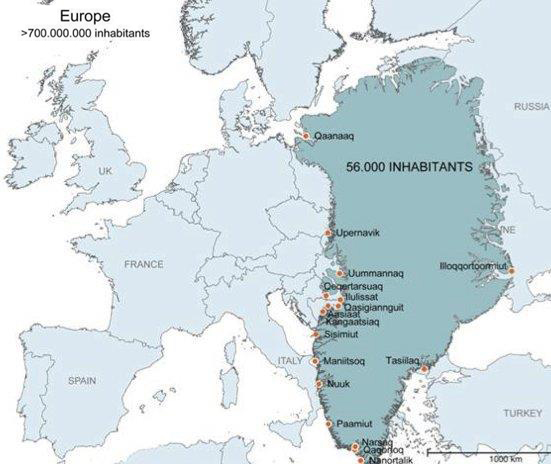 Europe
>700.000.000 inhabitants
RUSSIA
Qaanaaq
56.000 INHABITANTS
UK
Upernavik
NE
FRANCE
Illoqqortoormiut
Uummannaq
Qeqertarsuaq
Ilulissat
Qasigiannguit
Aasiaat
Kangaatsiaq
Sisimiut
ITALY
Maniitsoq
Tasiilaq
SPAIN
Nuuk
TURKEY
Paamiut
Narsaq
Qaqortoq
Nanortalik
1000 km